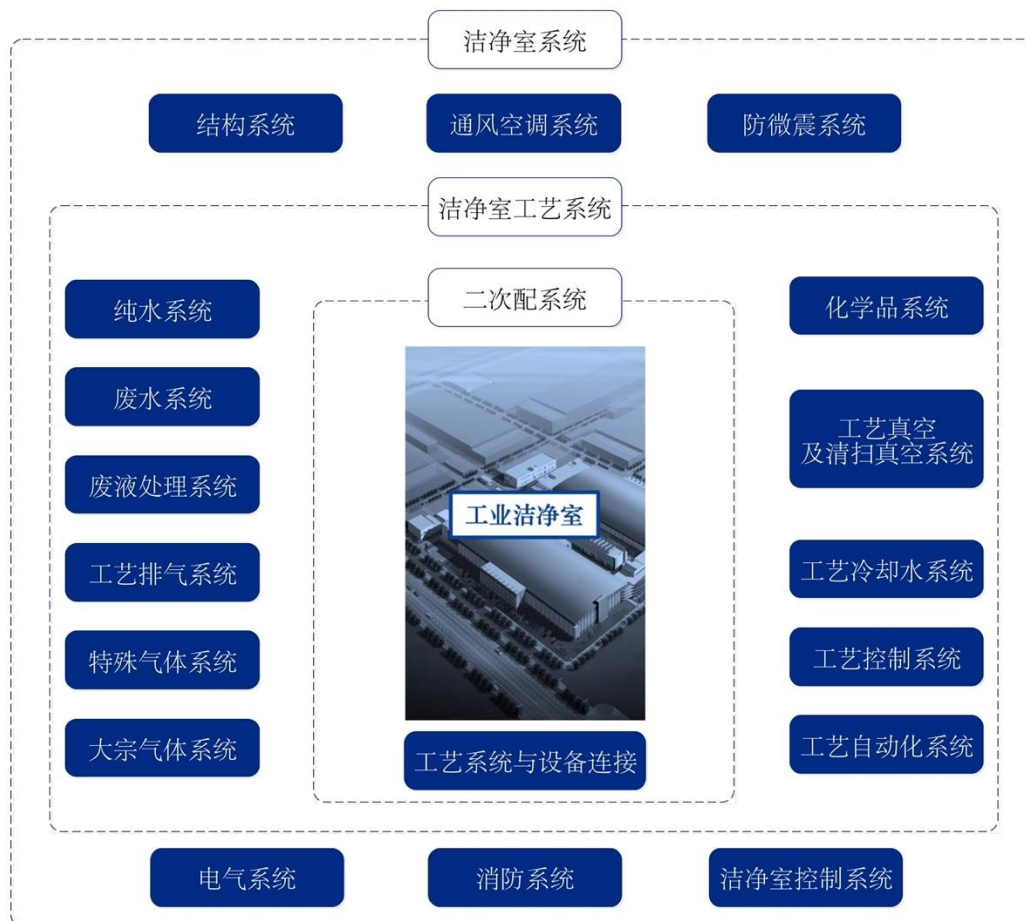 洁净室系统
结构系统
通风空调系统
防微震系统
洁净室工艺系统
二次配系统
纯水系统
废水系统
废液处理系统
工艺排气系统
特殊气体系统
大宗气体系统
工业洁净室
工艺系统与设备连接
化学品系统
工艺真空
及清扫真空系统
工艺冷却水系统
工艺控制系统
工艺自动化系统
电气系统
消防系统
洁净室控制系统